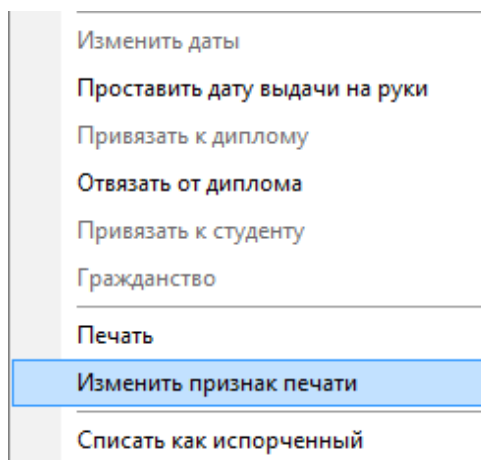 Изменить даты
Проставить дату выдачи на руки
Привязать к диплому
Отвязать от диплома
Привязать к студенту
Гражданство
Печать
Изменить признак печати
Списать как испорченный